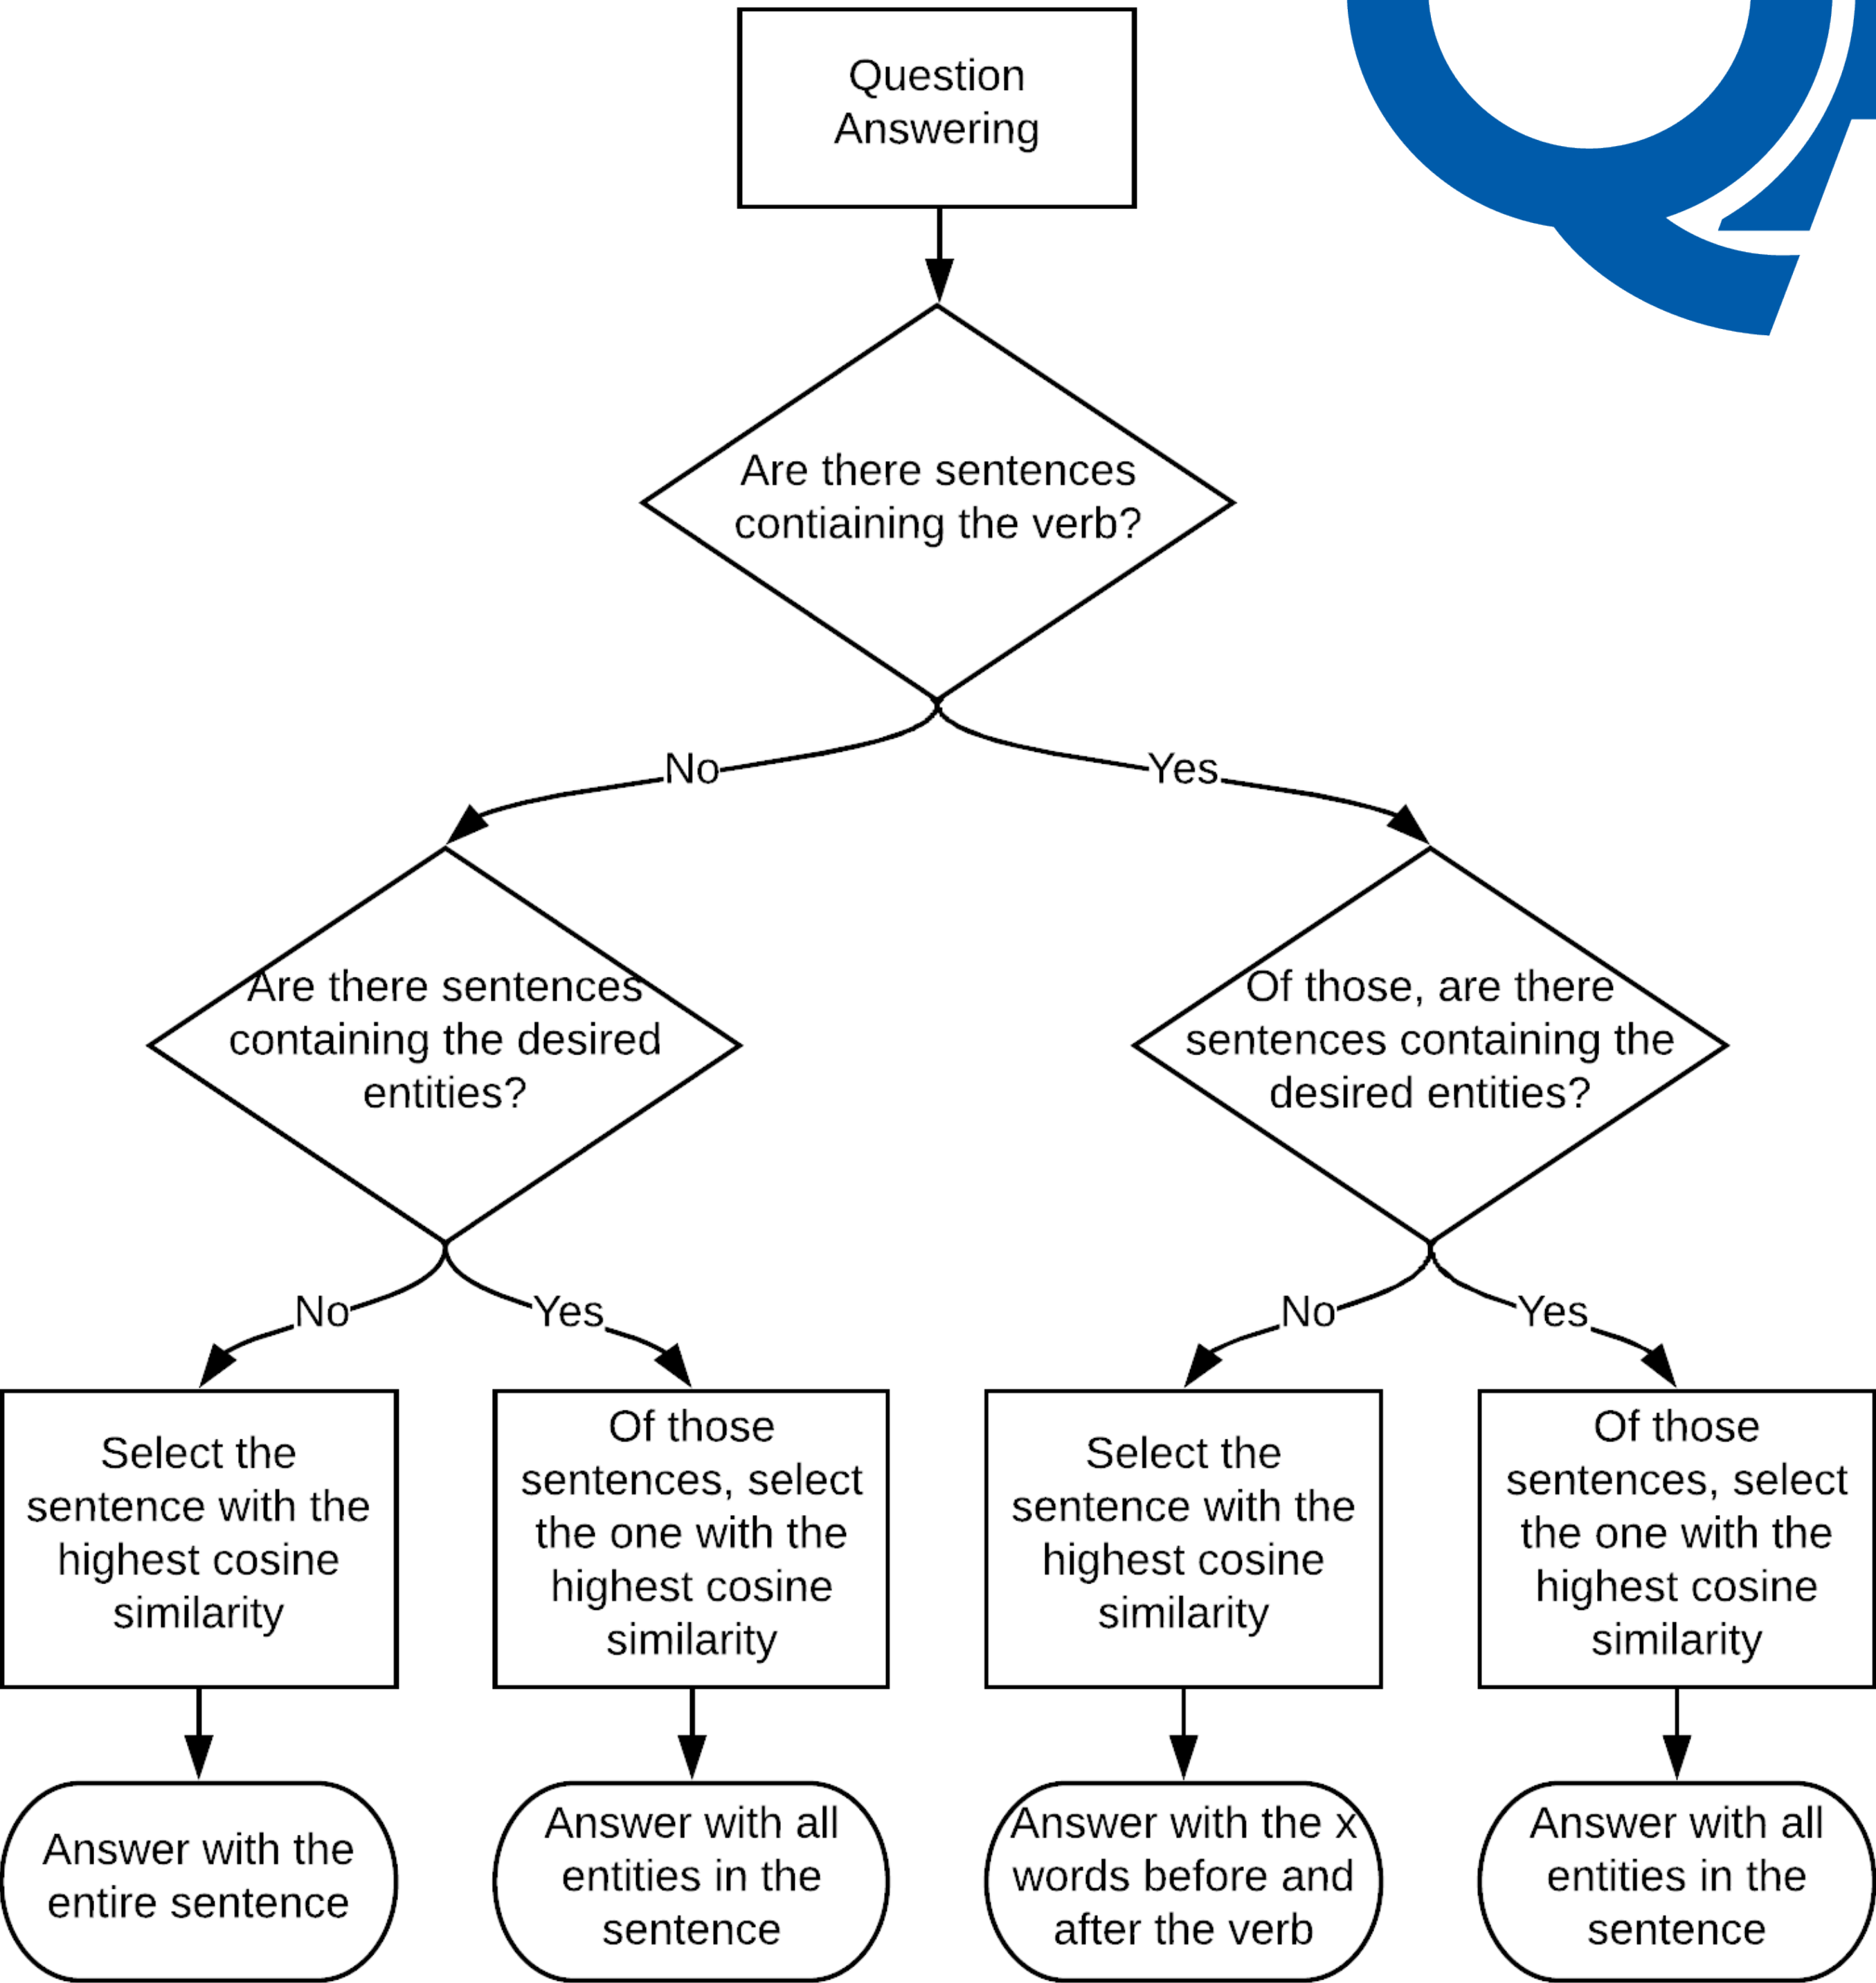 Question
Answering
Are there sentences
contiaining the verb?
No
Yes
Are there sentences
containing the desired
entities?
Of those, are there
sentences containing the
desired entities?
No
Yes
No
Yes
Select the
sentence with the
highest cosine
similarity
Of those
sentences, select
the one with the
highest cosine
similarity
Select the
sentence with the
highest cosine
similarity
Of those
sentences, select
the one with the
highest cosine
similarity
Answer with the
entire sentence
Answer with all
entities in the
sentence
Answer with the x
words before and
after the verb
Answer with all
entities in the
sentence